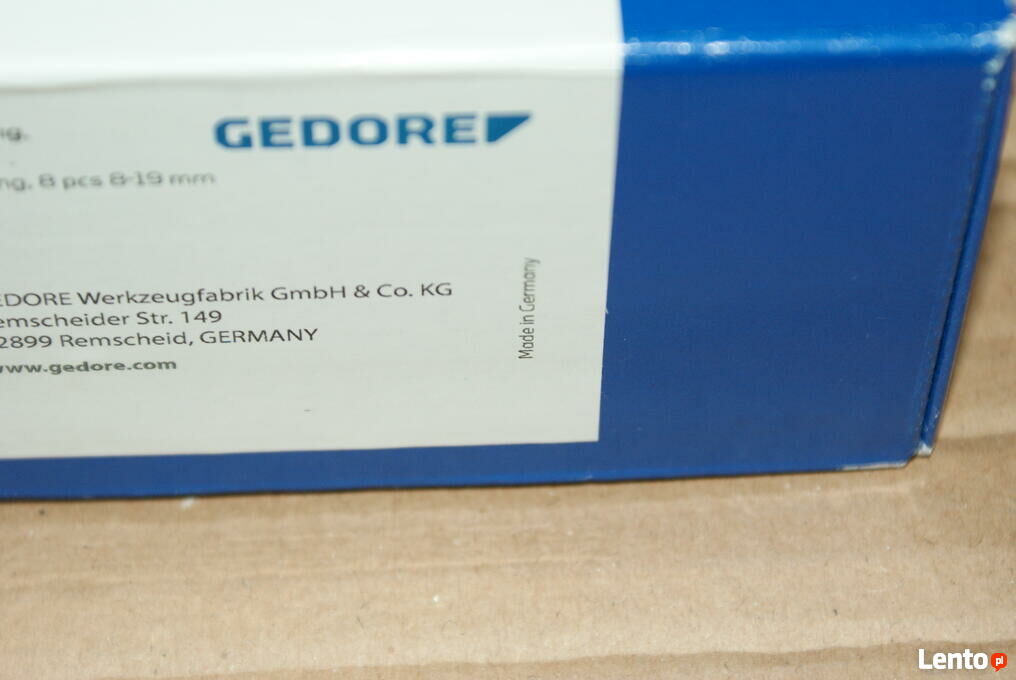 GEDORE
8 pcs 8-19 mm
EDORE Werkzeugfabrik GmbH & Co. KG
emscheider Str. 149
2899 Remscheid, GERMANY
www.gedore.com
Made in Germany
Lento pl